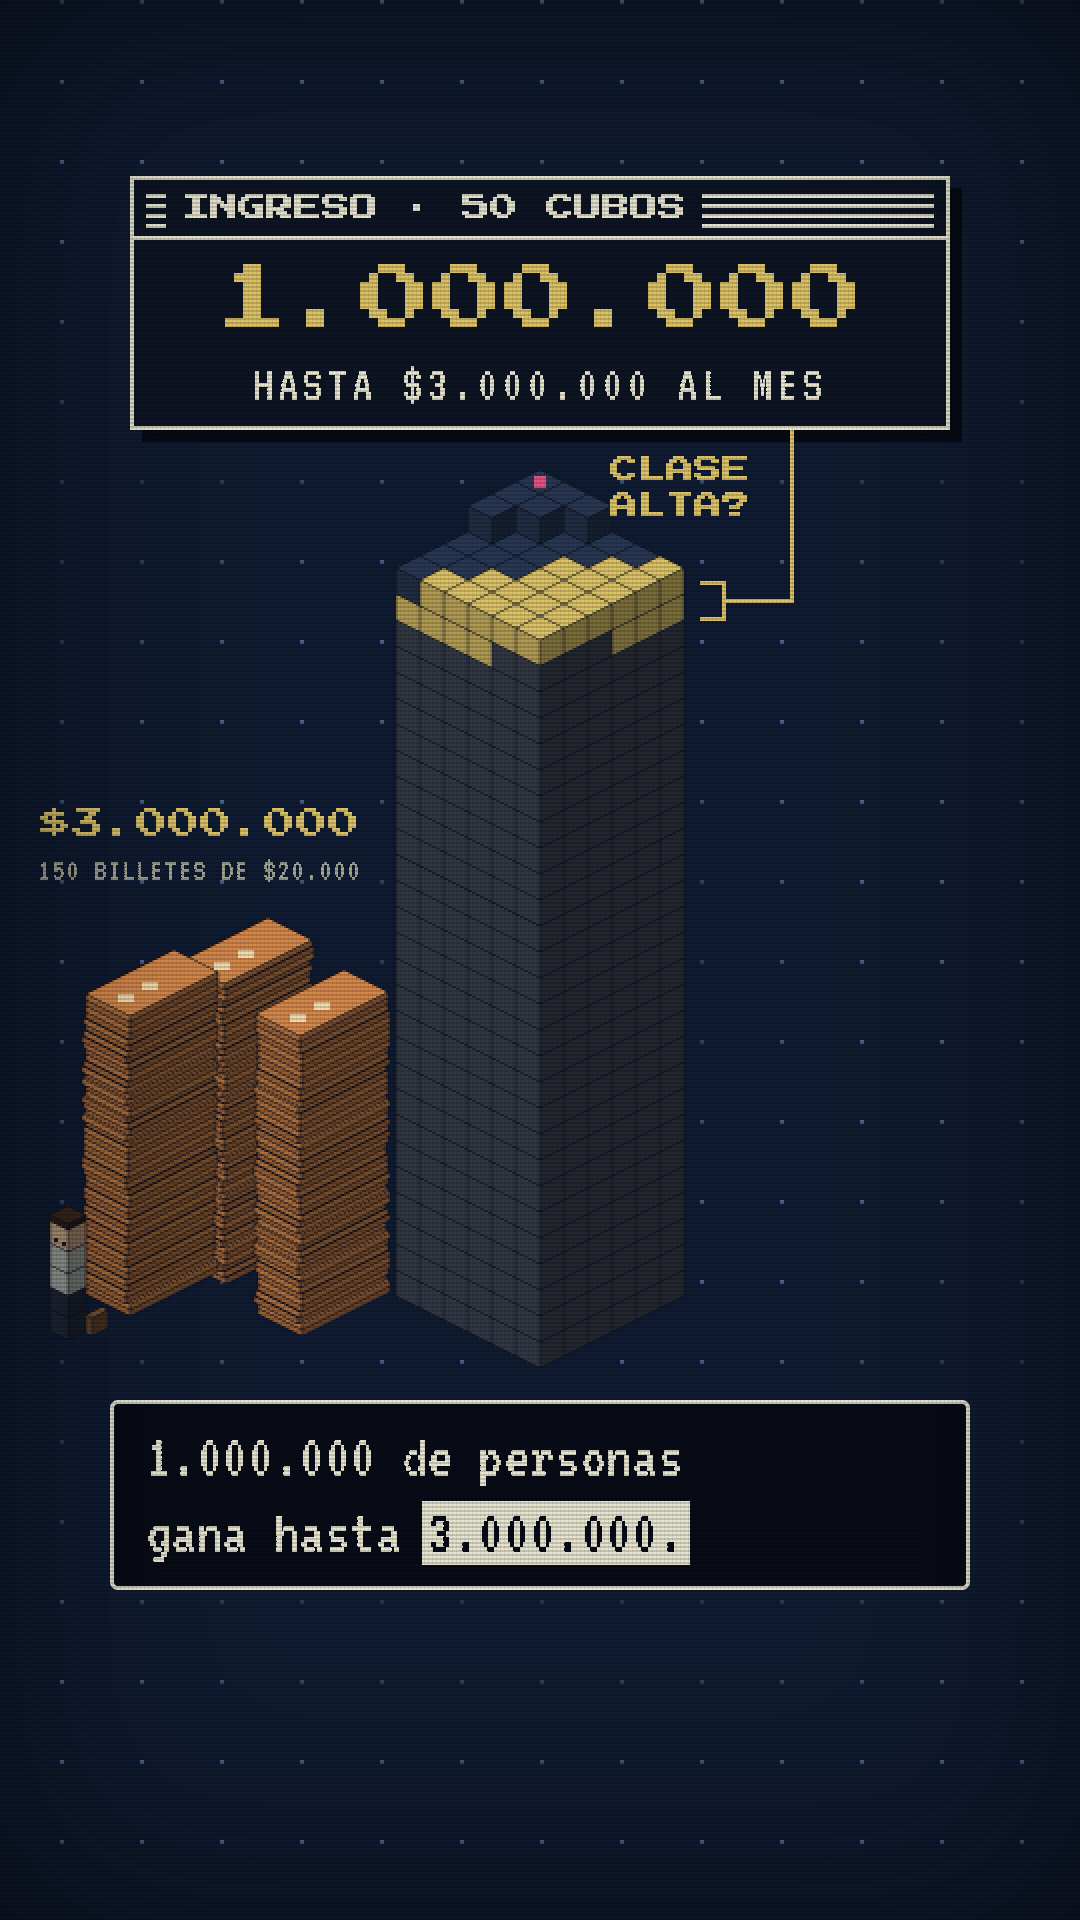 INGRESO · 50 CUBOS
1.000.000
HASTA $3.000.000 AL MES
CLASE
ALTA?
$3.000.000
150 BILLETES DE $20.000
1.000.000 de personas
gana hasta 3.000.000.